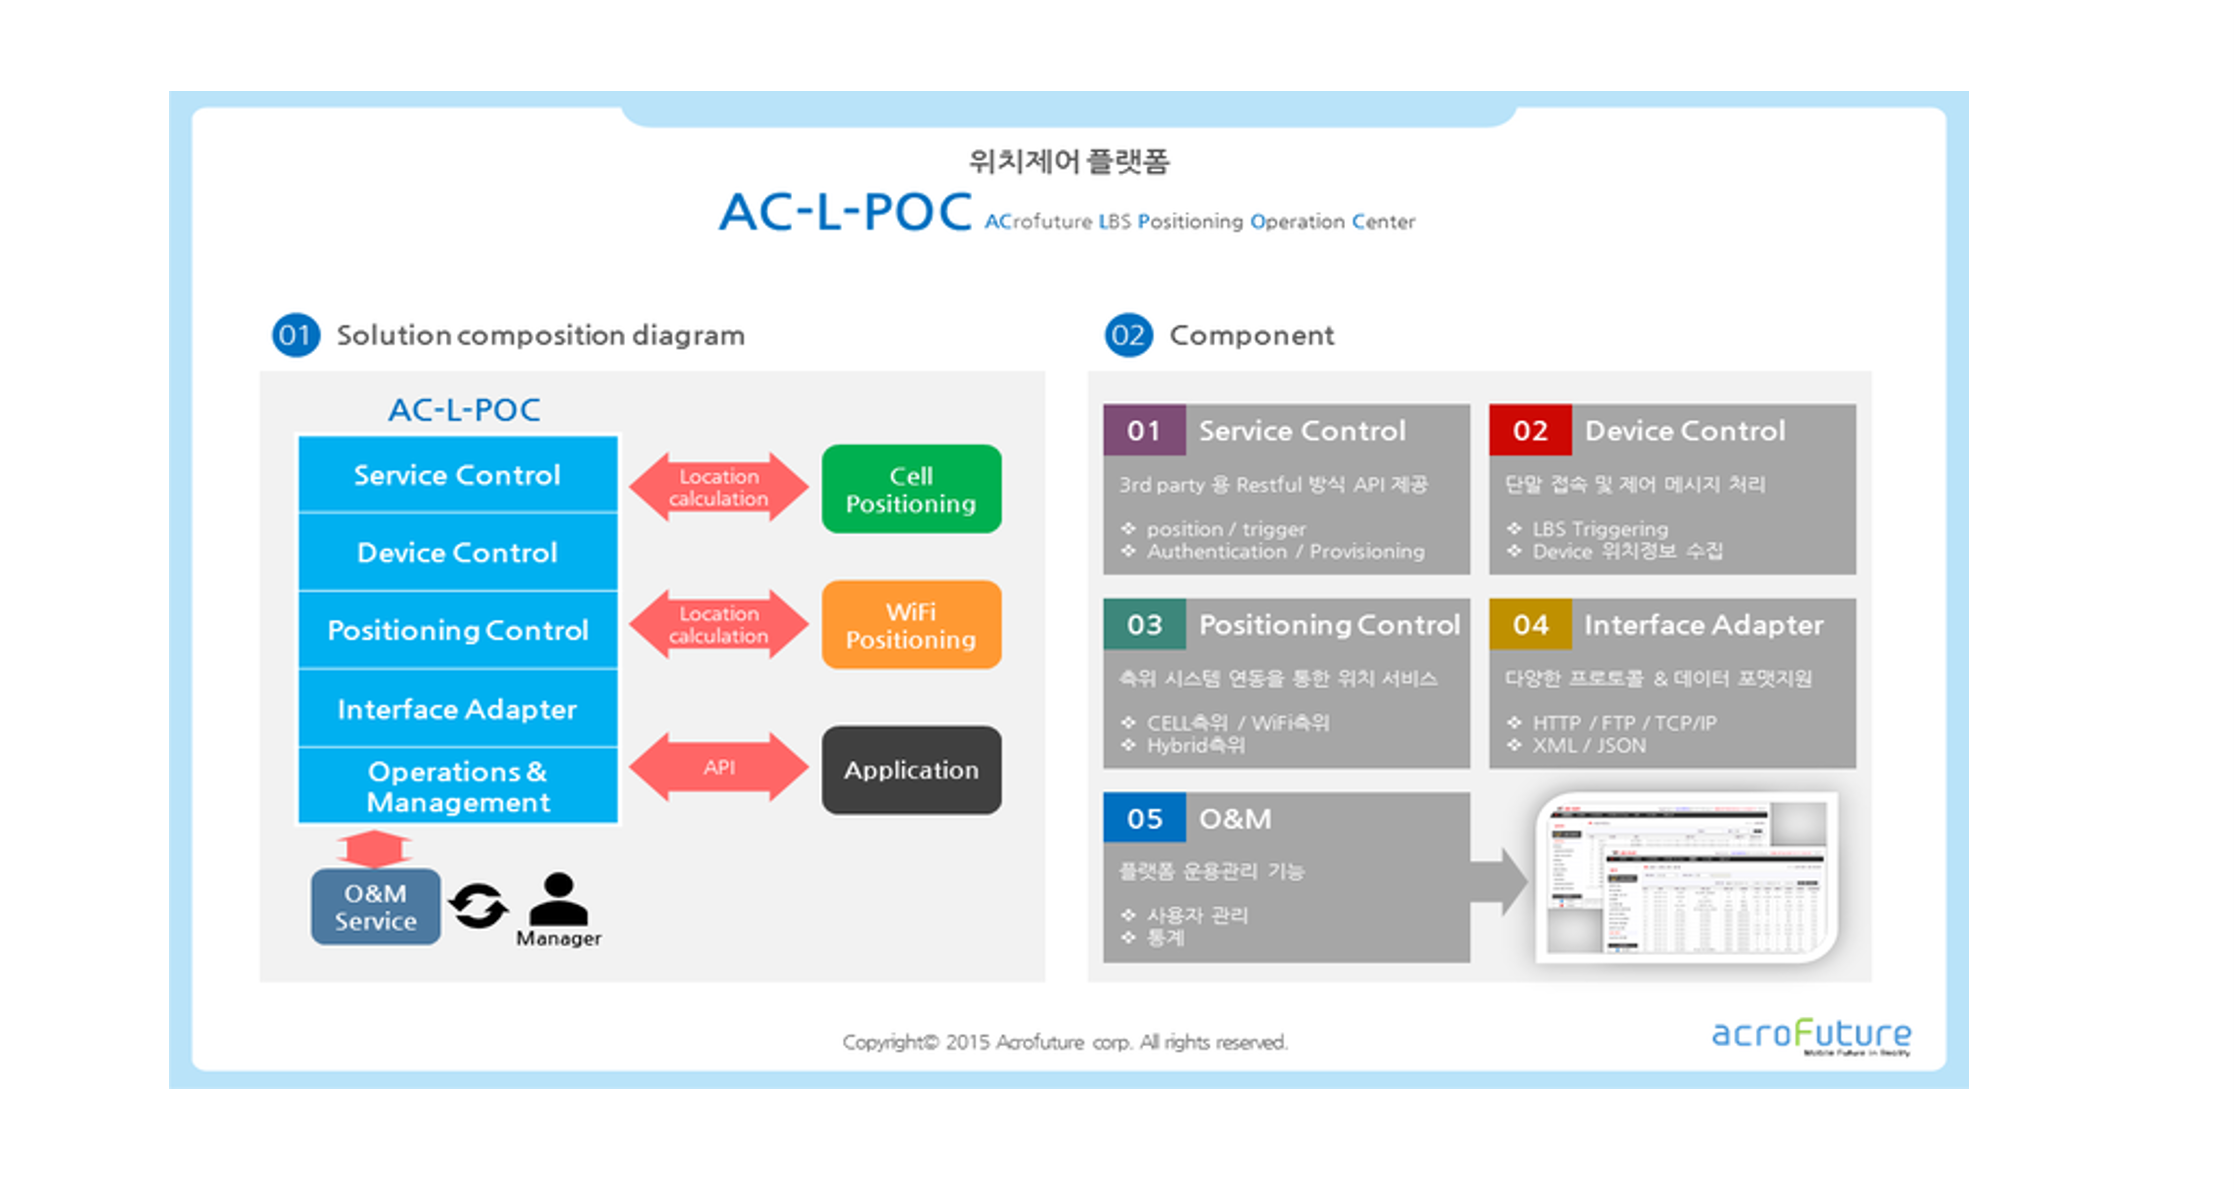 위치제어 플랫폼
AC-L-POC ACrofuture LBS Positioning Operation Center
01 Solution composition diagram
AC-L-POC
Service Control
Device Control
Positioning Control
Interface Adapter
Operations &
Management
Location
calculation
Cell
Positioning
Location
calculation
WiFi
Positioning
API
Application
O&M
Service
Manager
02 Component
01 Service Control
3rd party 용 Restful 방식 API 제공
❖ position / trigger
❖ Authentication / Provisioning
02 Device Control
단말 접속 및 제어 메시지 처리
❖ LBS Triggering
❖ Device 위치정보 수집
03 Positioning Control
측위 시스템 연동을 통한 위치 서비스
❖ CELL측위 / WiFi측위
❖ Hybrid측위
04 Interface Adapter
다양한 프로토콜 & 데이터 포맷지원
❖ HTTP / FTP / TCP/IP
❖ XML / JSON
05 O&M
플랫폼 운용관리 기능
❖ 사용자 관리
❖ 통계
Copyright© 2015 Acrofuture corp. All rights reserved.
acroFuture
Mobile Future in Reality